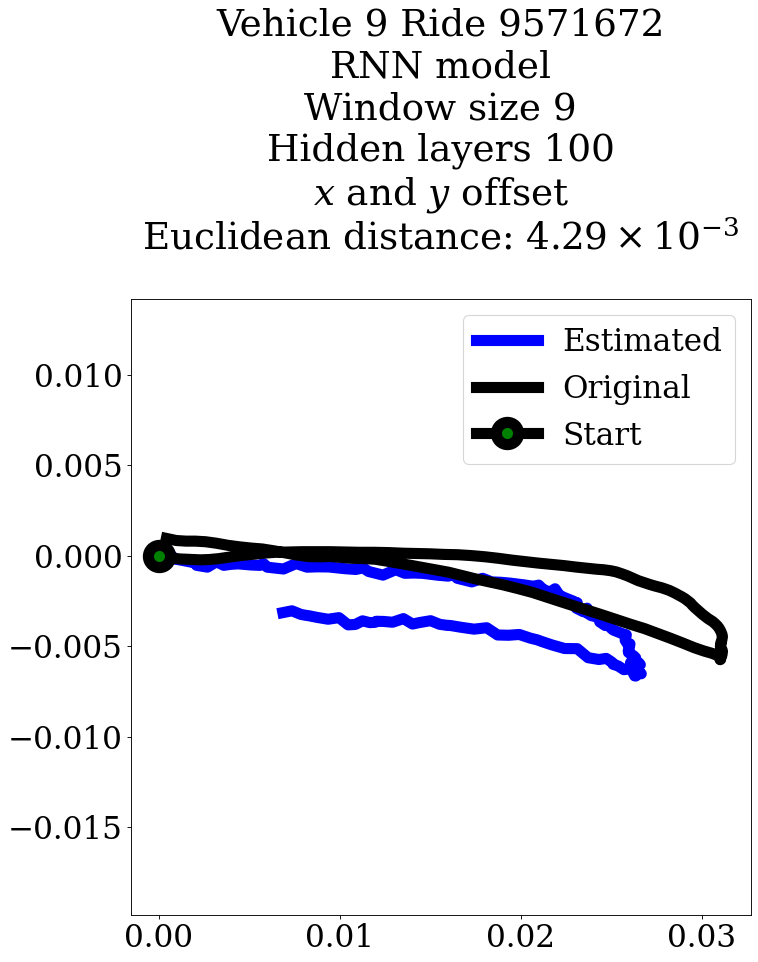 Vehicle 9 Ride 9571672
RNN model
Window size 9
Hidden layers 100
x and y offset
Euclidean distance: 4.29 × 10⁻³
Estimated
Original
Start
0.010
0.005
0.000
−0.005
−0.010
−0.015
0.00 0.01 0.02 0.03